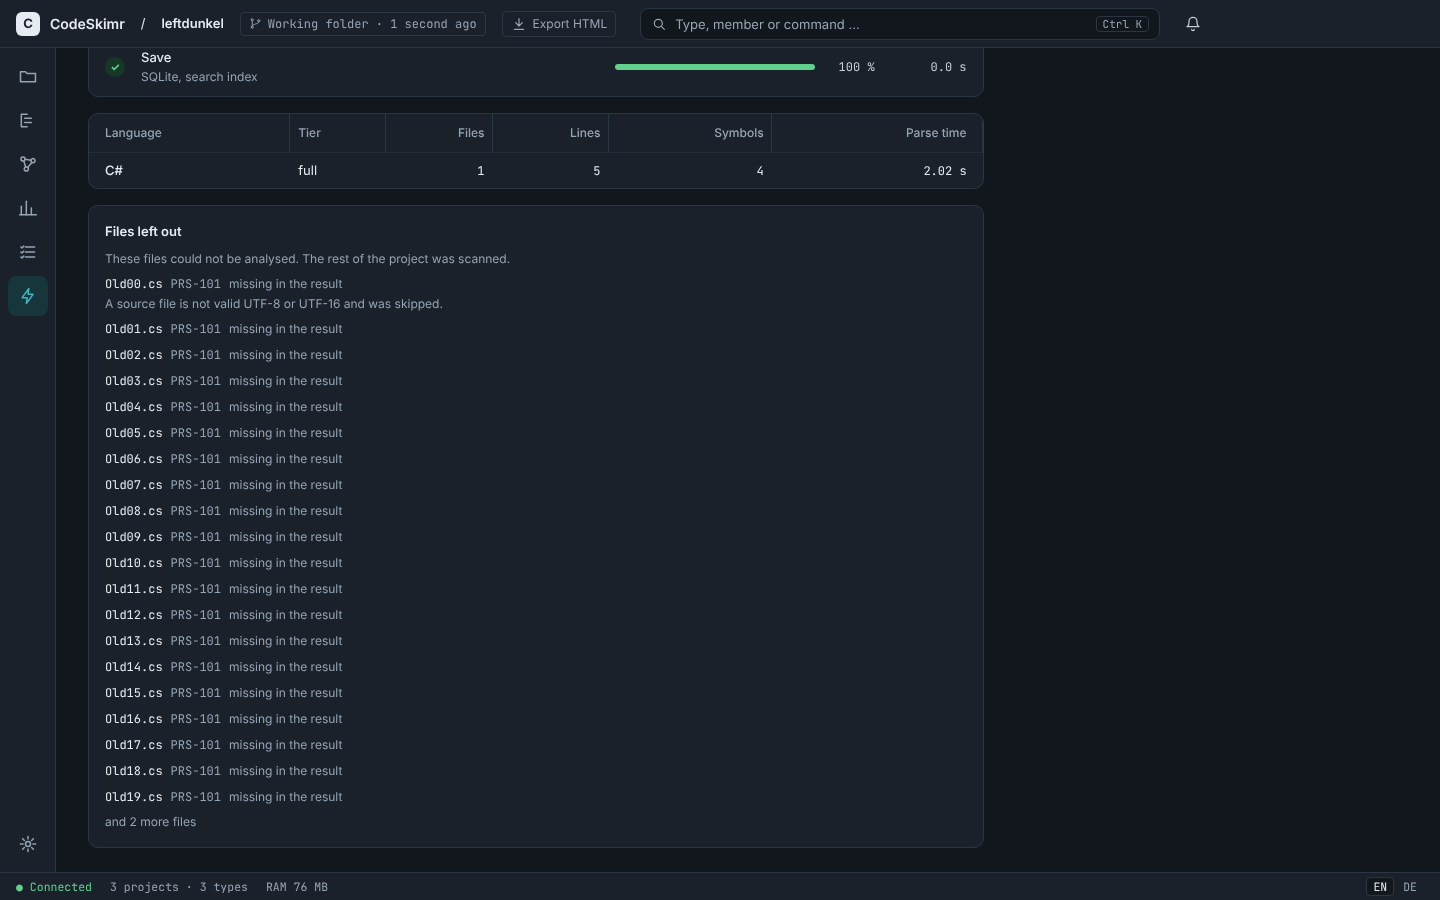 C CodeSkimr / leftdunkel Working folder · 1 second ago Export HTML Type, member or command ... Ctrl K
Save
SQLite, search index
100 % 0.0 s
Language Tier Files Lines Symbols Parse time
C# full 1 5 4 2.02 s
Files left out
These files could not be analysed. The rest of the project was scanned.
Old00.cs PRS-101 missing in the result
A source file is not valid UTF-8 or UTF-16 and was skipped.
Old01.cs PRS-101 missing in the result
Old02.cs PRS-101 missing in the result
Old03.cs PRS-101 missing in the result
Old04.cs PRS-101 missing in the result
Old05.cs PRS-101 missing in the result
Old06.cs PRS-101 missing in the result
Old07.cs PRS-101 missing in the result
Old08.cs PRS-101 missing in the result
Old09.cs PRS-101 missing in the result
Old10.cs PRS-101 missing in the result
Old11.cs PRS-101 missing in the result
Old12.cs PRS-101 missing in the result
Old13.cs PRS-101 missing in the result
Old14.cs PRS-101 missing in the result
Old15.cs PRS-101 missing in the result
Old16.cs PRS-101 missing in the result
Old17.cs PRS-101 missing in the result
Old18.cs PRS-101 missing in the result
Old19.cs PRS-101 missing in the result
and 2 more files
Connected 3 projects · 3 types RAM 76 MB EN DE